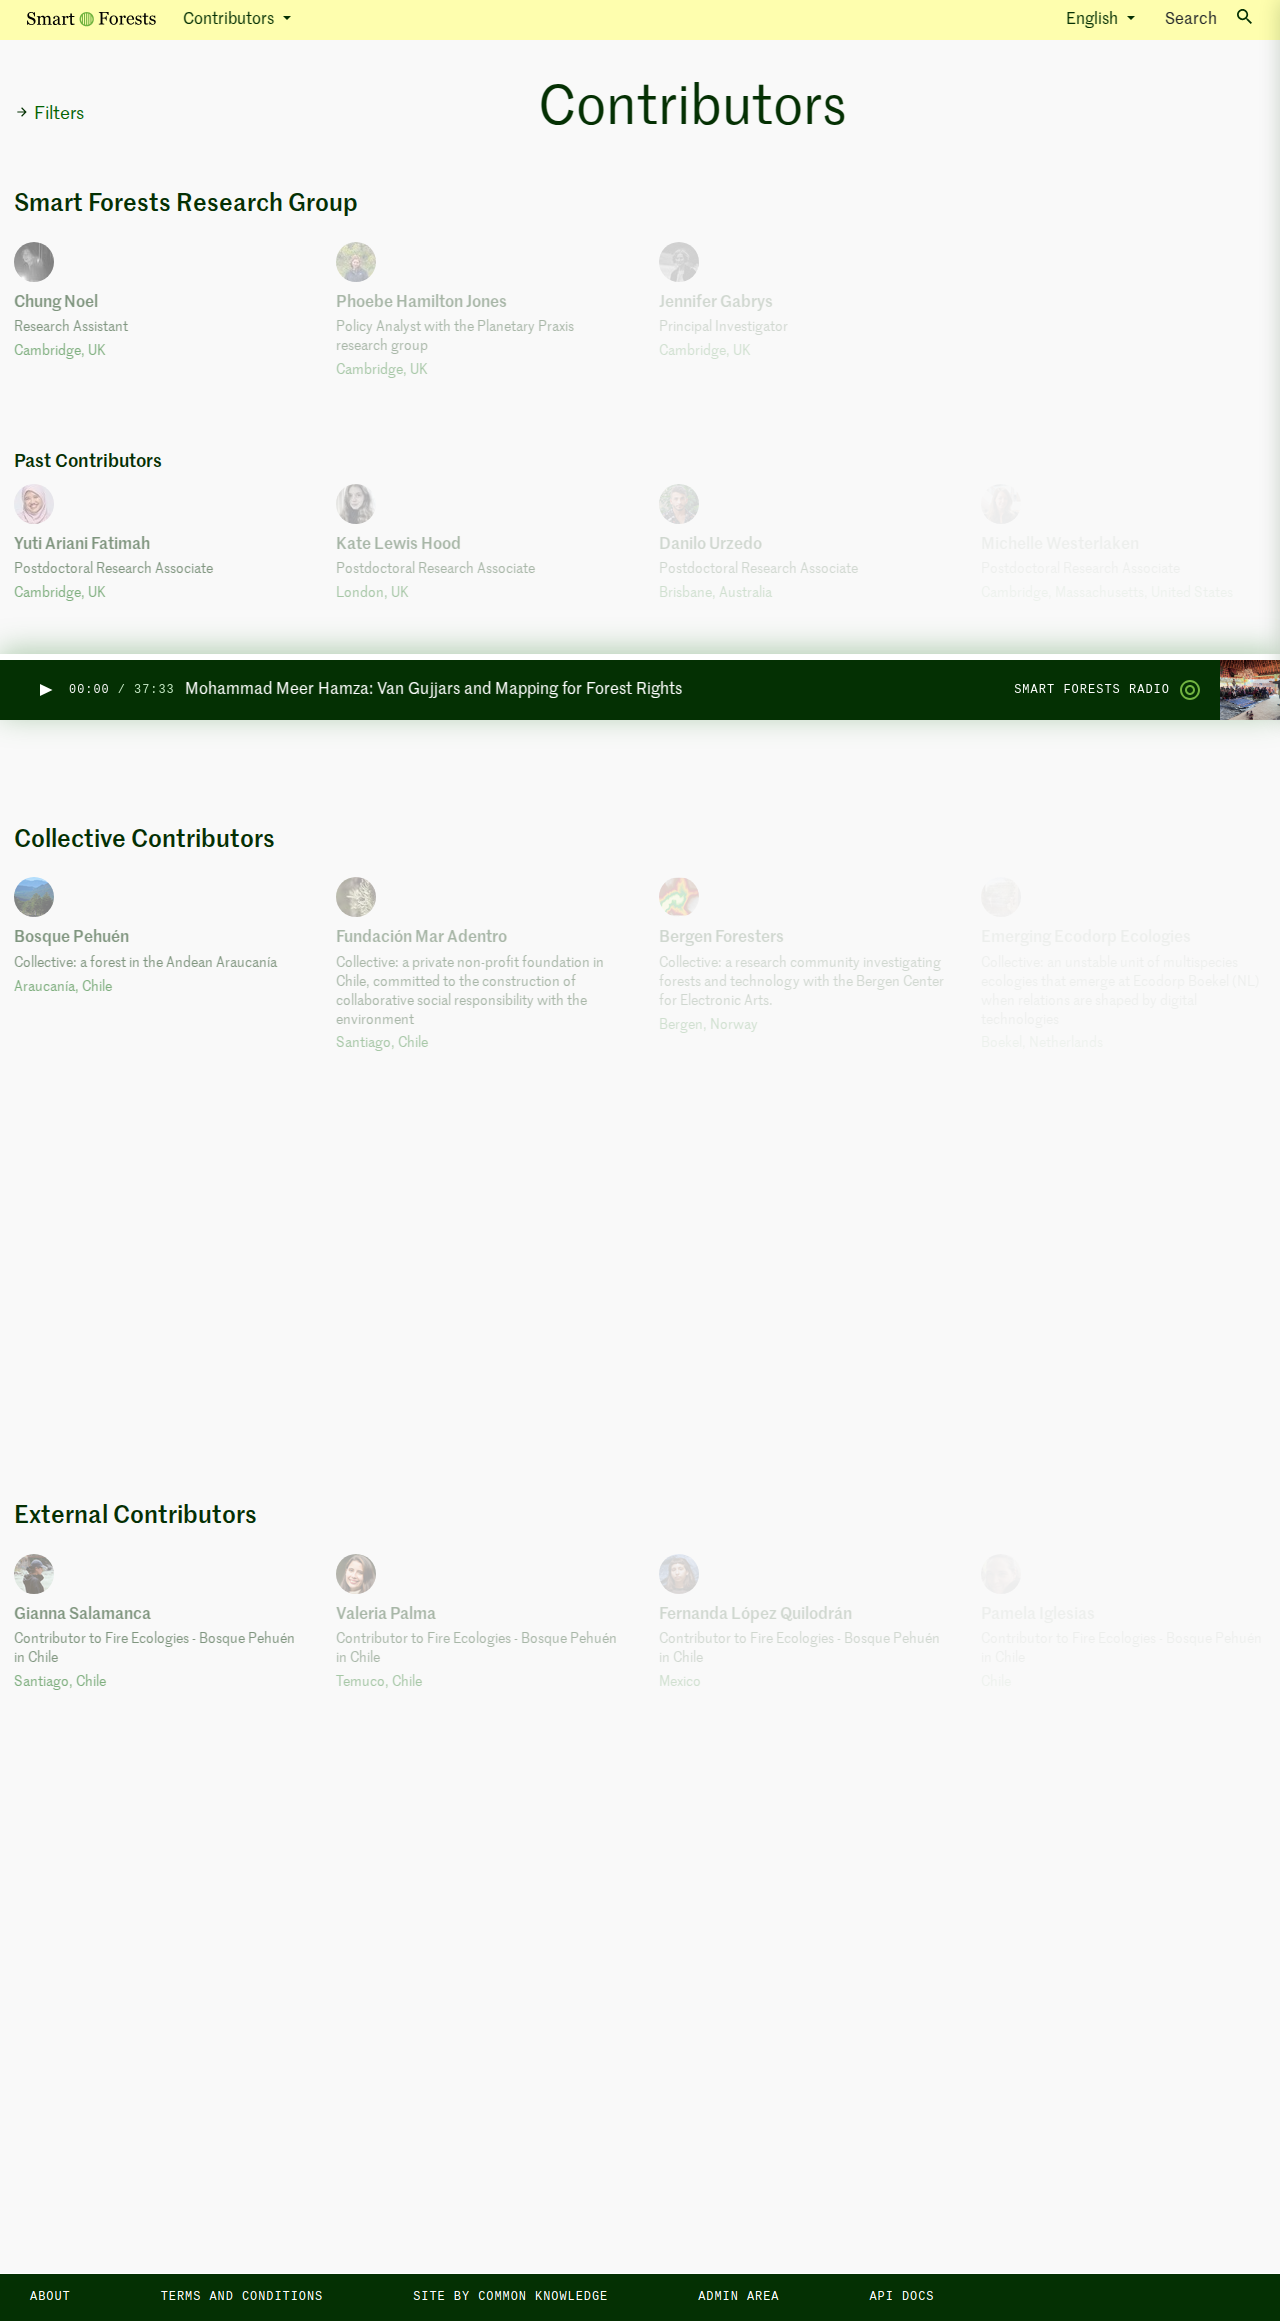 Smart Forests Contributors English Search
Filters
Contributors
Smart Forests Research Group
Chung Noel
Research Assistant
Cambridge, UK
Phoebe Hamilton Jones
Policy Analyst with the Planetary Praxis
research group
Cambridge, UK
Jennifer Gabrys
Principal Investigator
Cambridge, UK
Past Contributors
Yuti Ariani Fatimah
Postdoctoral Research Associate
Cambridge, UK
Kate Lewis Hood
Postdoctoral Research Associate
London, UK
Danilo Urzedo
Postdoctoral Research Associate
Brisbane, Australia
Michelle Westerlaken
Postdoctoral Research Associate
Cambridge, Massachusetts, United States
00:00 / 37:33 Mohammad Meer Hamza: Van Gujjars and Mapping for Forest Rights SMART FORESTS RADIO
Collective Contributors
Bosque Pehuén
Collective: a forest in the Andean Araucanía
Araucanía, Chile
Fundación Mar Adentro
Collective: a private non-profit foundation in
Chile, committed to the construction of
collaborative social responsibility with the
environment
Santiago, Chile
Bergen Foresters
Collective: a research community investigating
forests and technology with the Bergen Center
for Electronic Arts.
Bergen, Norway
Emerging Ecodorp Ecologies
Collective: an unstable unit of multispecies
ecologies that emerge at Ecodorp Boekel (NL)
when relations are shaped by digital
technologies
Boekel, Netherlands
External Contributors
Gianna Salamanca
Contributor to Fire Ecologies - Bosque Pehuén
in Chile
Santiago, Chile
Valeria Palma
Contributor to Fire Ecologies - Bosque Pehuén
in Chile
Temuco, Chile
Fernanda López Quilodrán
Contributor to Fire Ecologies - Bosque Pehuén
in Chile
Mexico
Pamela Iglesias
Contributor to Fire Ecologies - Bosque Pehuén
in Chile
Chile
ABOUT TERMS AND CONDITIONS SITE BY COMMON KNOWLEDGE ADMIN AREA API DOCS